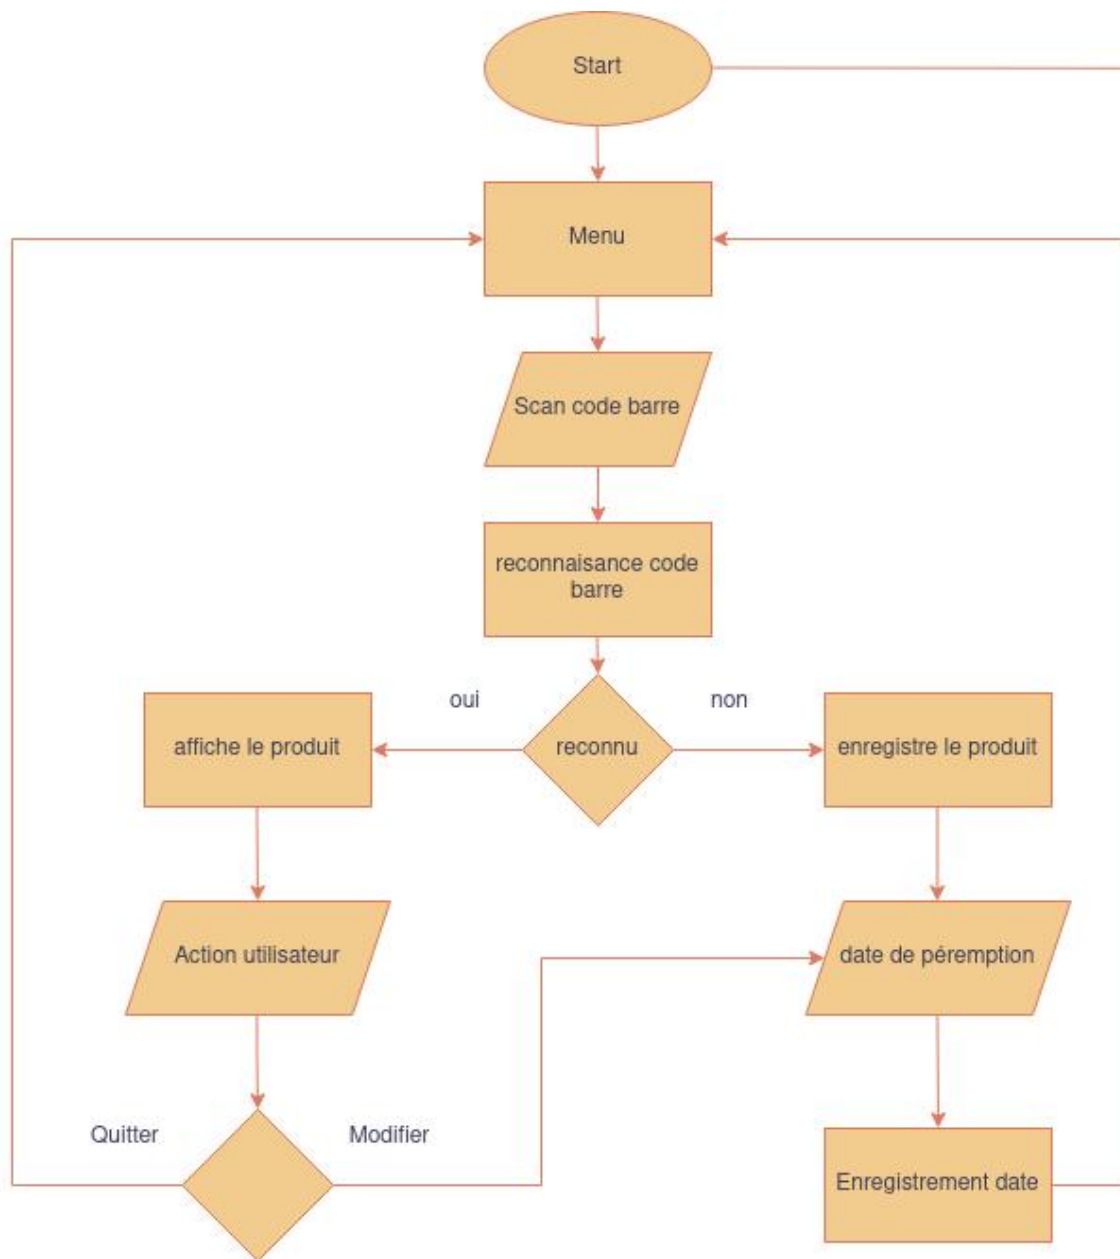 Start
Menu
Scan code barre
reconnaisance code
barre
oui
non
affiche le produit
reconnu
enregistre le produit
Action utilisateur
date de péremption
Quitter
Modifier
Enregistrement date